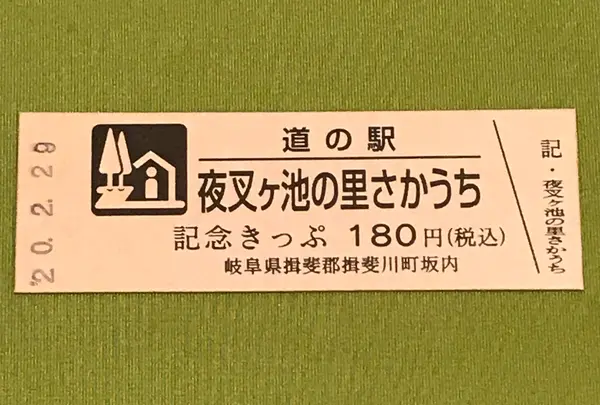 '20.2.29
道の駅
夜叉ヶ池の里さかうち
記念きっぷ 180円(税込)
岐阜県揖斐郡揖斐川町坂内
記・夜叉ヶ池の里さかうち